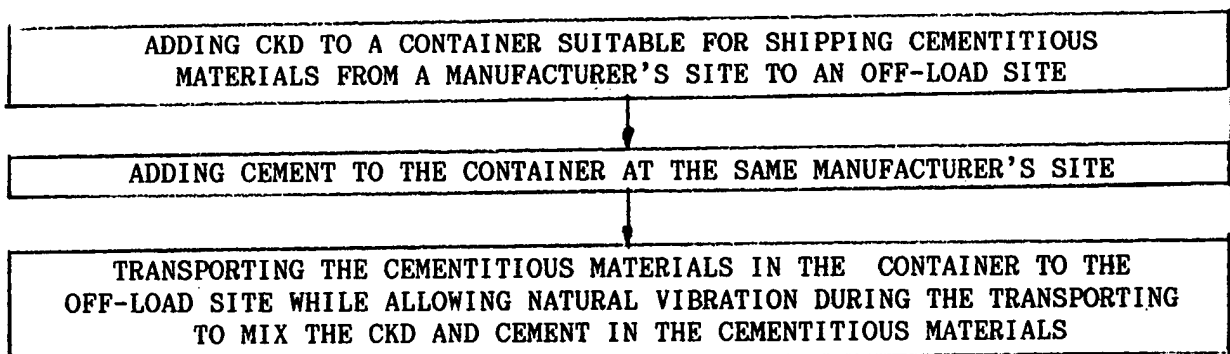 ADDING CKD TO A CONTAINER SUITABLE FOR SHIPPING CEMENTITIOUS
MATERIALS FROM A MANUFACTURER'S SITE TO AN OFF-LOAD SITE
ADDING CEMENT TO THE CONTAINER AT THE SAME MANUFACTURER'S SITE
TRANSPORTING THE CEMENTITIOUS MATERIALS IN THE CONTAINER TO THE
OFF-LOAD SITE WHILE ALLOWING NATURAL VIBRATION DURING THE TRANSPORTING
TO MIX THE CKD AND CEMENT IN THE CEMENTITIOUS MATERIALS